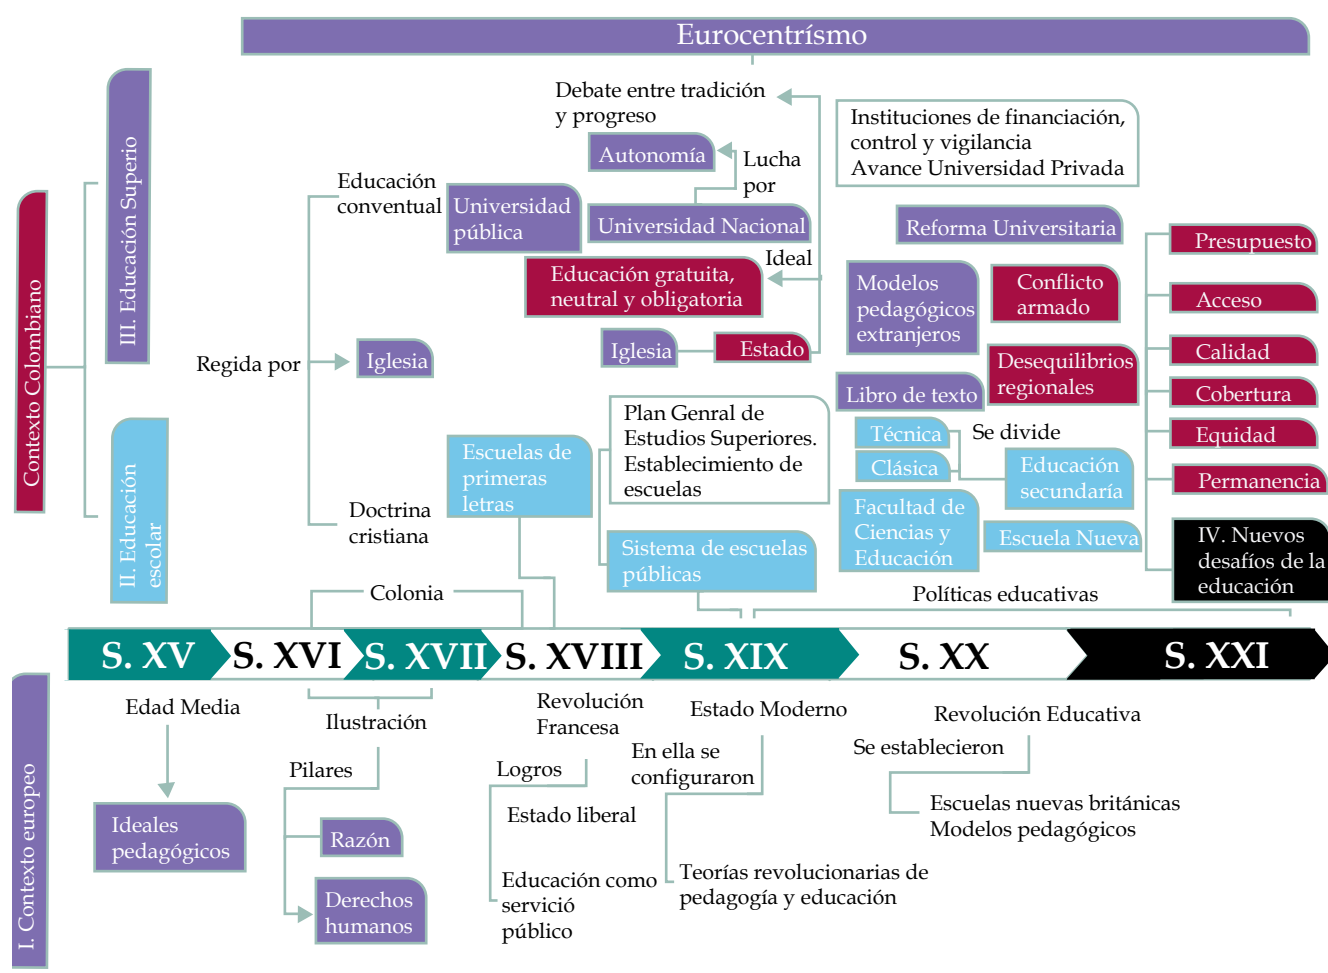 Eurocentrísmo
Debate entre tradición
y progreso
Instituciones de financiación,
control y vigilancia
Avance Universidad Privada
Autonomía
Lucha
por
Educación
conventual
Universidad
pública
Universidad Nacional
Reforma Universitaria
Presupuesto
Ideal
Educación gratuita,
neutral y obligatoria
Modelos
pedagógicos
extranjeros
Conflicto
armado
Acceso
Contexto Colombiano
III. Educación Superio
Regida por
Iglesia
Iglesia
Estado
Desequilibrios
regionales
Calidad
Libro de texto
Cobertura
Plan Genral de
Estudios Superiores.
Establecimiento de
escuelas
Técnica
Se divide
Clásica
Educación
secundaría
Equidad
Escuelas de
primeras
letras
Permanencia
II. Educación
escolar
Doctrina
cristiana
Sistema de escuelas
públicas
Facultad de
Ciencias y
Educación
Escuela Nueva
IV. Nuevos
desafíos de la
educación
Colonia
Políticas educativas
S. XV
S. XVI
S. XVII
S. XVIII
S. XIX
S. XX
S. XXI
I. Contexto europeo
Edad Media
Ideales
pedagógicos
Ilustración
Pilares
Razón
Derechos
humanos
Revolución
Francesa
Logros
Estado liberal
Educación como
servició
público
Estado Moderno
En ella se
configuraron
Teorías revolucionarias de
pedagogía y educación
Revolución Educativa
Se establecieron
Escuelas nuevas británicas
Modelos pedagógicos